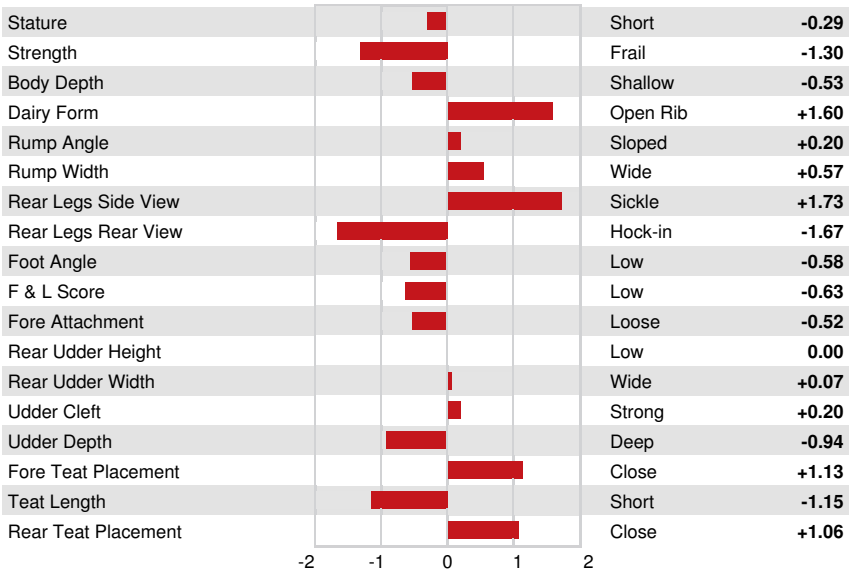 Stature Short -0.29
Strength Frail -1.30
Body Depth Shallow -0.53
Dairy Form Open Rib +1.60
Rump Angle Sloped +0.20
Rump Width Wide +0.57
Rear Legs Side View Sickle +1.73
Rear Legs Rear View Hock-in -1.67
Foot Angle Low -0.58
F & L Score Low -0.63
Fore Attachment Loose -0.52
Rear Udder Height Low 0.00
Rear Udder Width Wide +0.07
Udder Cleft Strong +0.20
Udder Depth Deep -0.94
Fore Teat Placement Close +1.13
Teat Length Short -1.15
Rear Teat Placement Close +1.06
-2 -1 0 1 2